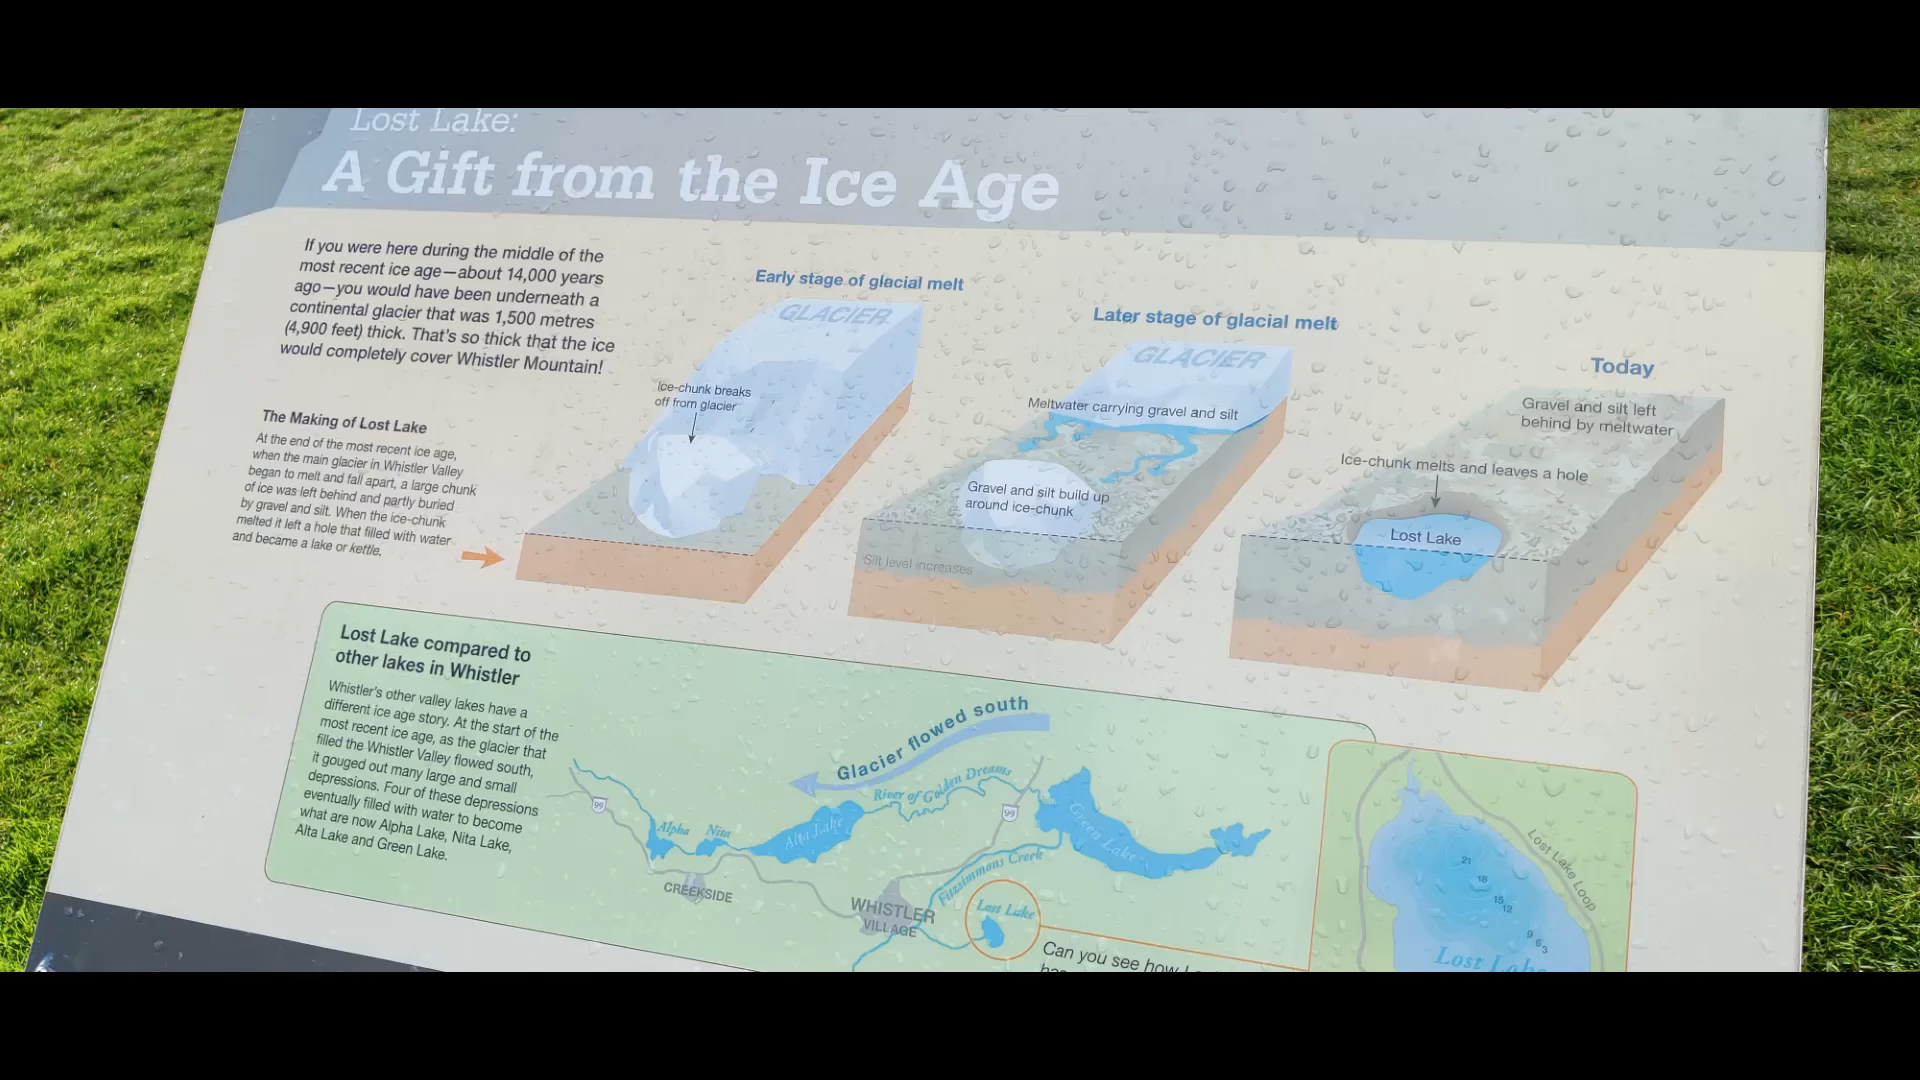 Lost Lake:
A Gift from the Ice Age
If you were here during the middle of the
most recent ice age—about 14,000 years
ago—you would have been underneath a
continental glacier that was 1,500 metres
(4,900 feet) thick. That's so thick that the ice
would completely cover Whistler Mountain!
The Making of Lost Lake
At the end of the most recent ice age,
when the main glacier in Whistler Valley
began to melt and fall apart, a large chunk
of ice was left behind and partly buried
by gravel and silt. When the ice-chunk
melted it left a hole that filled with water
and became a lake or kettle.
Early stage of glacial melt
GLACIER
Ice-chunk breaks
off from glacier
Later stage of glacial melt
GLACIER
Meltwater carrying gravel and silt
Gravel and silt build up
around ice-chunk
Silt level increases
Today
Gravel and silt left
behind by meltwater
Ice-chunk melts and leaves a hole
Lost Lake
Lost Lake compared to
other lakes in Whistler
Whistler's other valley lakes have a
different ice age story. At the start of the
most recent ice age, as the glacier that
filled the Whistler Valley flowed south,
it gouged out many large and small
depressions. Four of these depressions
eventually filled with water to become
what are now Alpha Lake, Nita Lake,
Alta Lake and Green Lake.
Glacier flowed south
River of Golden Dreams
99
99
Alpha
Nita
Alta Lake
Green Lake
Fitzsimmons Creek
CREEKSIDE
WHISTLER
VILLAGE
Lost Lake
Can you see how
Lost Lake Loop
21
18
15
12
9
6
3
Lost Lake